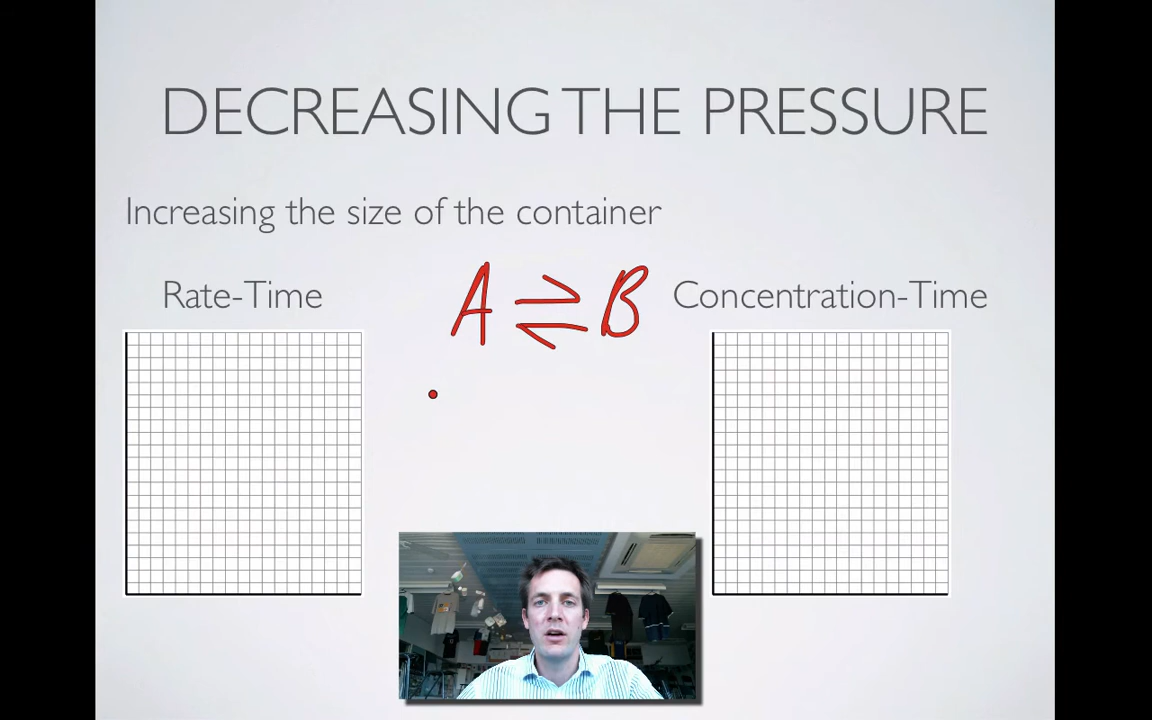 DECREASING THE PRESSURE
Increasing the size of the container
Rate-Time
A ⇌ B
Concentration-Time